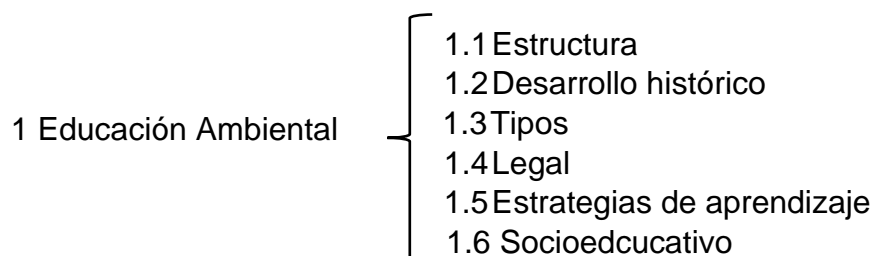 1 Educación Ambiental
1.1 Estructura
1.2 Desarrollo histórico
1.3 Tipos
1.4 Legal
1.5 Estrategias de aprendizaje
1.6 Socioedcucativo